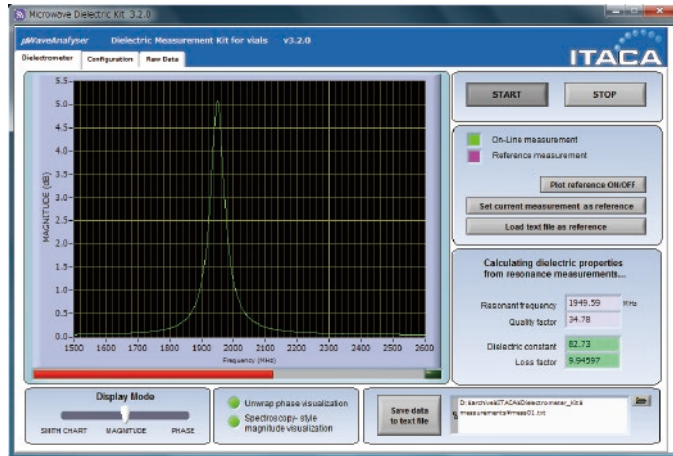 Microwave Dielectric Kit 3.2.0
µWaveAnalyser Dielectric Measurement Kit for vials v3.2.0
ITACA
Dielectrometer Configuration Raw Data
START STOP
On-Line measurement
Reference measurement
Plot reference ON/OFF
Set current measurement as reference
Load text file as reference
MAGNITUDE (dB)
5.5
5.0
4.5
4.0
3.5
3.0
2.5
2.0
1.5
1.0
0.5
0.0
1500 1600 1700 1800 1900 2000 2100 2200 2300 2400 2500 2600
Frequency (MHz)
Calculating dielectric properties
from resonance measurements...
Resonant frequency 1949.59 MHz
Quality factor 34.78
Dielectric constant 82.73
Loss factor 9.94597
Display Mode
SMITH CHART MAGNITUDE PHASE
Unwrap phase visualization
Spectroscopy- style
magnitude visualization
Save data
to text file
D:¥archive¥ITACA¥Dielectrometer_Kit¥
measurements¥meas01.txt